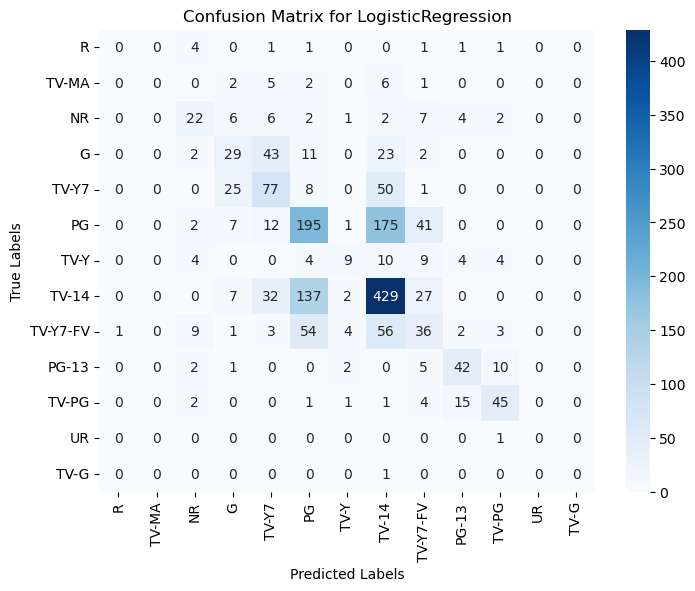 Confusion Matrix for LogisticRegression
True Labels
R 0 0 4 0 1 1 0 0 1 1 1 0 0
TV-MA 0 0 0 2 5 2 0 6 1 0 0 0 0
NR 0 0 22 6 6 2 1 2 7 4 2 0 0
G 0 0 2 29 43 11 0 23 2 0 0 0 0
TV-Y7 0 0 0 25 77 8 0 50 1 0 0 0 0
PG 0 0 2 7 12 195 1 175 41 0 0 0 0
TV-Y 0 0 4 0 0 4 9 10 9 4 4 0 0
TV-14 0 0 0 7 32 137 2 429 27 0 0 0 0
TV-Y7-FV 1 0 9 1 3 54 4 56 36 2 3 0 0
PG-13 0 0 2 1 0 0 2 0 5 42 10 0 0
TV-PG 0 0 2 0 0 1 1 1 4 15 45 0 0
UR 0 0 0 0 0 0 0 0 0 0 1 0 0
TV-G 0 0 0 0 0 0 0 1 0 0 0 0 0
R TV-MA NR G TV-Y7 PG TV-Y TV-14 TV-Y7-FV PG-13 TV-PG UR TV-G
Predicted Labels
400
350
300
250
200
150
100
50
0